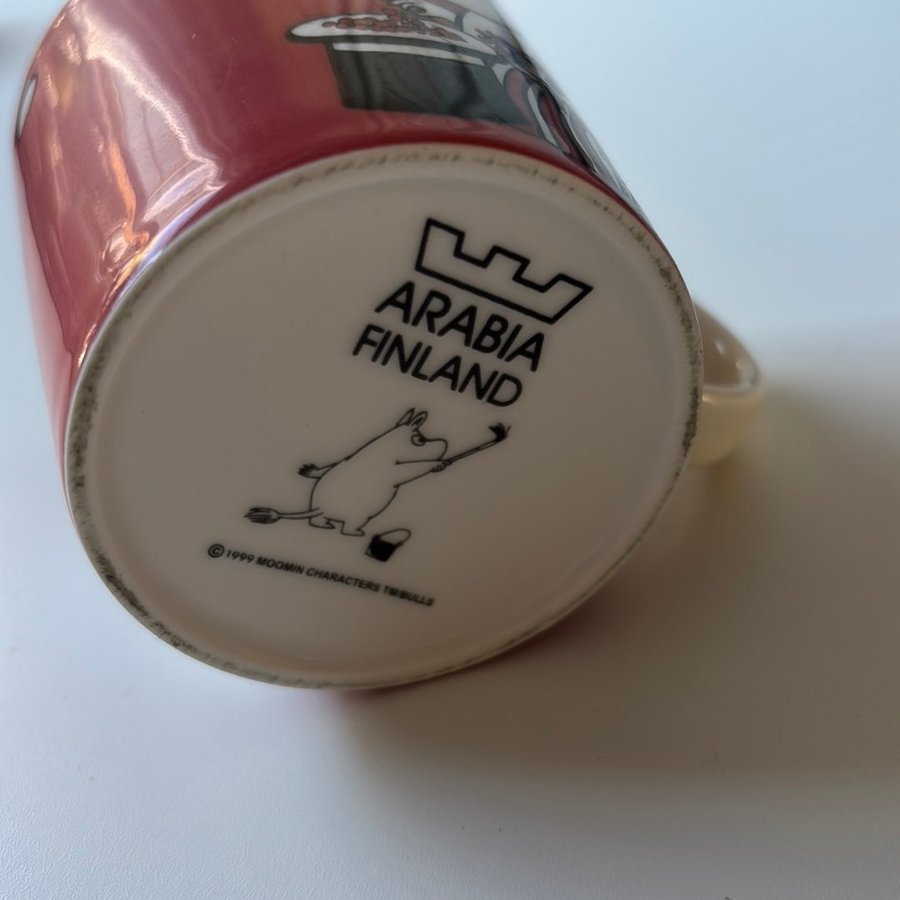 ARABIA
FINLAND
© 1999 MOOMIN CHARACTERS TM/BULLS